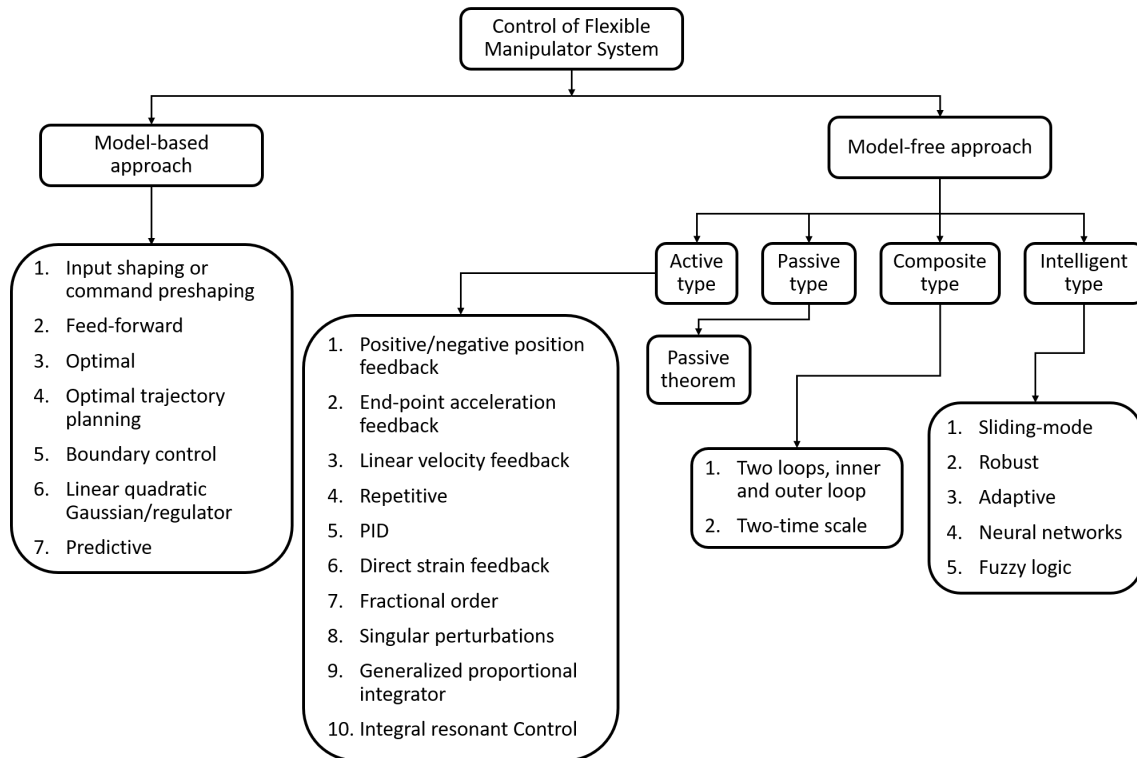 Control of Flexible
Manipulator System
Model-based
approach
Model-free approach
1. Input shaping or
command preshaping
2. Feed-forward
3. Optimal
4. Optimal trajectory
planning
5. Boundary control
6. Linear quadratic
Gaussian/regulator
7. Predictive
Active
type
Passive
type
Composite
type
Intelligent
type
1. Positive/negative position
feedback
2. End-point acceleration
feedback
3. Linear velocity feedback
4. Repetitive
5. PID
6. Direct strain feedback
7. Fractional order
8. Singular perturbations
9. Generalized proportional
integrator
10. Integral resonant Control
Passive
theorem
1. Two loops, inner
and outer loop
2. Two-time scale
1. Sliding-mode
2. Robust
3. Adaptive
4. Neural networks
5. Fuzzy logic